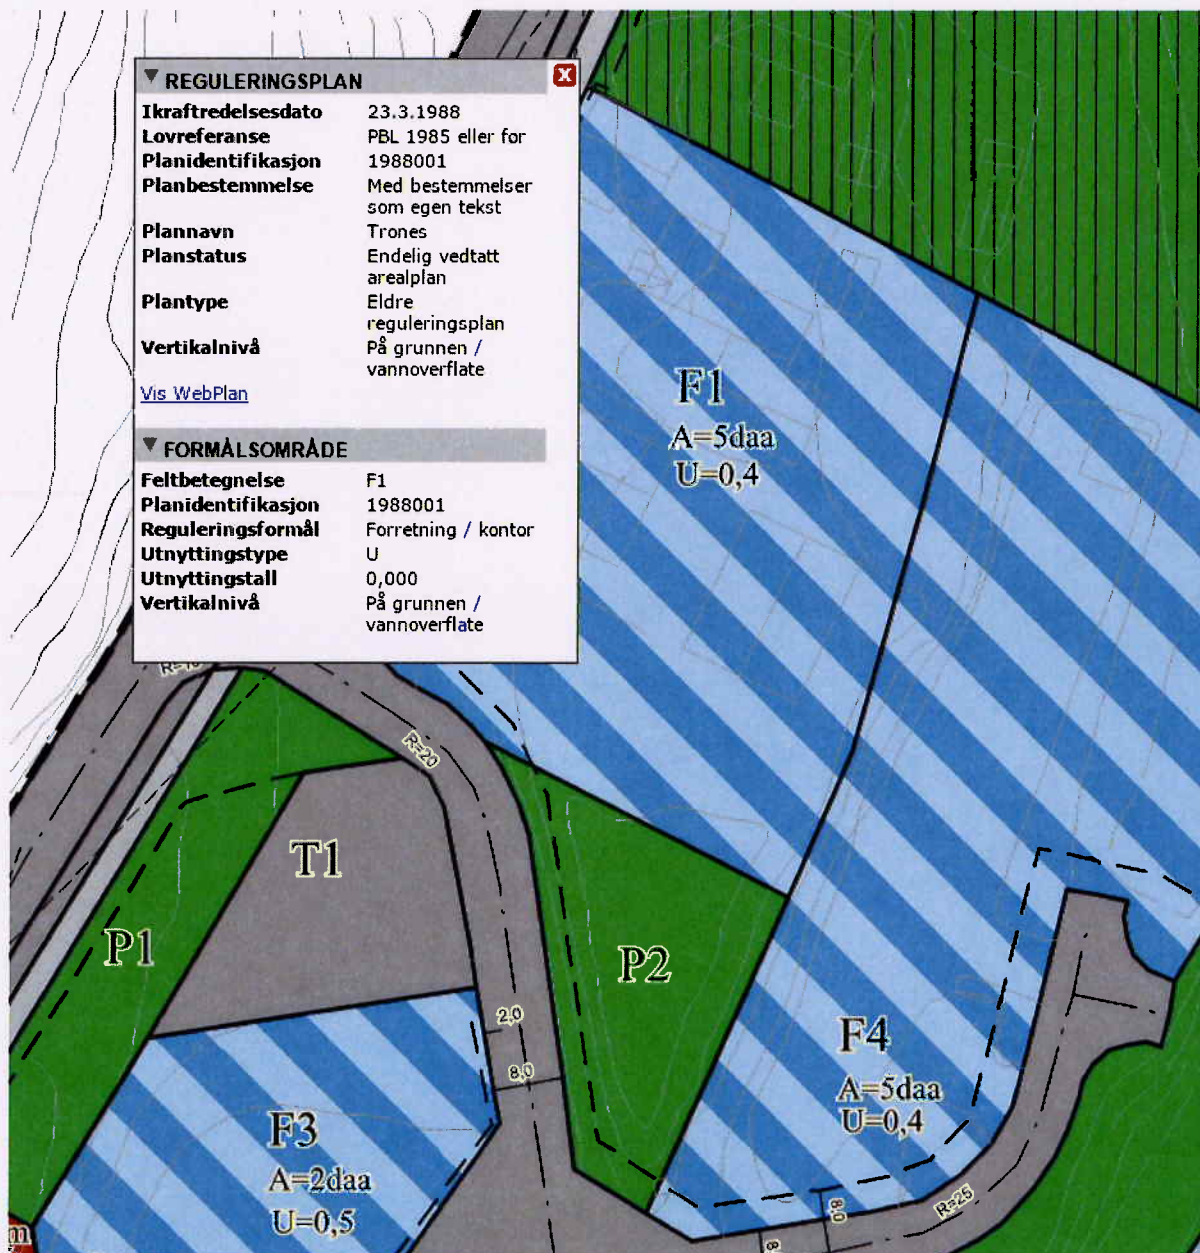 REGULERINGSPLAN X
Ikraftredelsesdato 23.3.1988
Lovreferanse PBL 1985 eller før
Planidentifikasjon 1988001
Planbestemmelse Med bestemmelser
som egen tekst
Plannavn Trones
Planstatus Endelig vedtatt
arealplan
Plantype Eldre
reguleringsplan
Vertikalnivå På grunnen /
vannoverflate
Vis WebPlan
FORMÅLSOMRÅDE
Feltbetegnelse F1
Planidentifikasjon 1988001
Reguleringsformål Forretning / kontor
Utnyttingstype U
Utnyttingstall 0,000
Vertikalnivå På grunnen /
vannoverflate
F1
A=5daa
U=0,4
R=20
T1
P1
P2
2,0
8,0
F4
A=5daa
U=0,4
F3
A=2daa
U=0,5
R=25
8,0
m